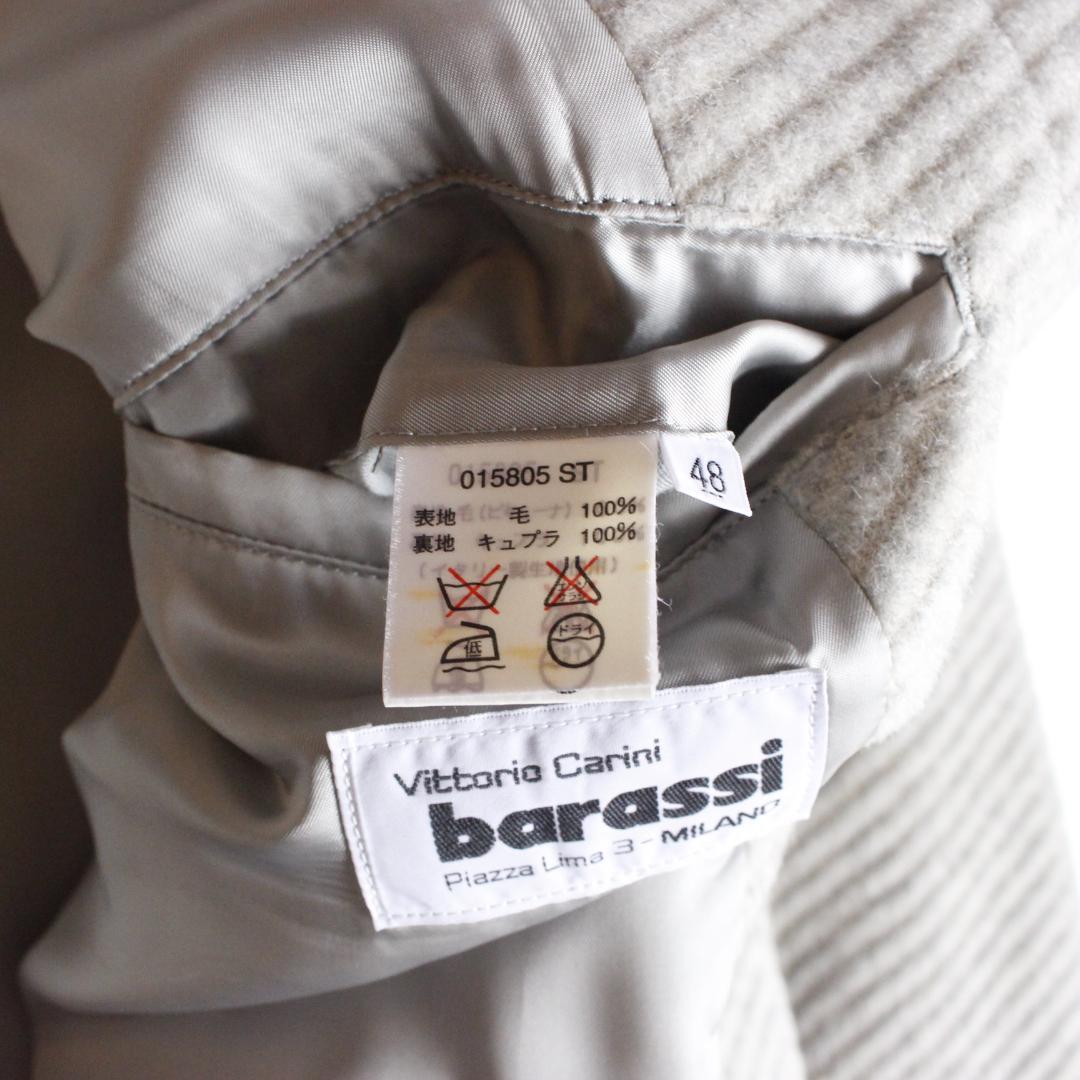 015805 ST
48
表地 毛 100%
裏地 キュプラ 100%
低
ドライ
Vittorio Carini
barassi
Piazza Lima 3 - MILANO